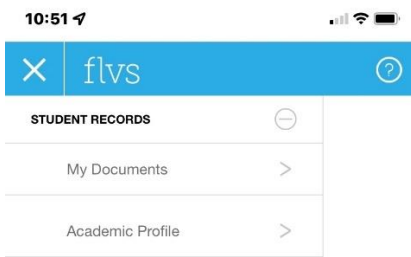 10:51
flvs
STUDENT RECORDS
My Documents
Academic Profile